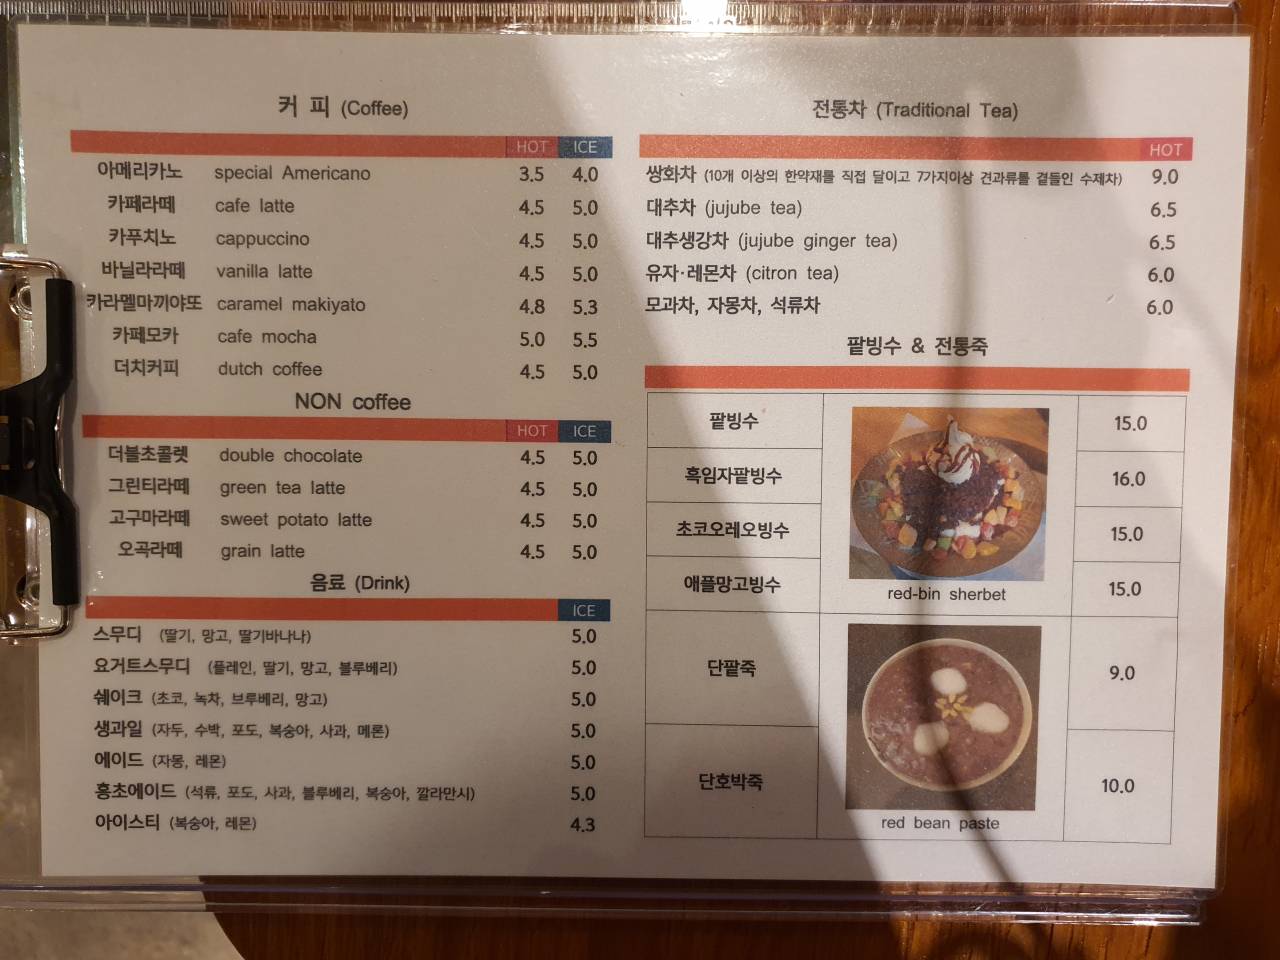 커 피 (Coffee)
HOT ICE
아메리카노 special Americano 3.5 4.0
카페라떼 cafe latte 4.5 5.0
카푸치노 cappuccino 4.5 5.0
바닐라라떼 vanilla latte 4.5 5.0
카라멜마끼야또 caramel makiyato 4.8 5.3
카페모카 cafe mocha 5.0 5.5
더치커피 dutch coffee 4.5 5.0
NON coffee
HOT ICE
더블초콜렛 double chocolate 4.5 5.0
그린티라떼 green tea latte 4.5 5.0
고구마라떼 sweet potato latte 4.5 5.0
오곡라떼 grain latte 4.5 5.0
음료 (Drink)
ICE
스무디 (딸기, 망고, 딸기바나나) 5.0
요거트스무디 (플레인, 딸기, 망고, 블루베리) 5.0
쉐이크 (초코, 녹차, 브루베리, 망고) 5.0
생과일 (자두, 수박, 포도, 복숭아, 사과, 메론) 5.0
에이드 (자몽, 레몬) 5.0
홍초에이드 (석류, 포도, 사과, 블루베리, 복숭아, 깔라만시) 5.0
아이스티 (복숭아, 레몬) 4.3
전통차 (Traditional Tea)
HOT
쌍화차 (10개 이상의 한약재를 직접 달이고 7가지이상 견과류를 곁들인 수제차) 9.0
대추차 (jujube tea) 6.5
대추생강차 (jujube ginger tea) 6.5
유자·레몬차 (citron tea) 6.0
모과차, 자몽차, 석류차 6.0
팥빙수 & 전통죽
팥빙수 15.0
흑임자팥빙수 16.0
초코오레오빙수 15.0
애플망고빙수 15.0
red-bin sherbet
단팥죽 9.0
단호박죽 10.0
red bean paste